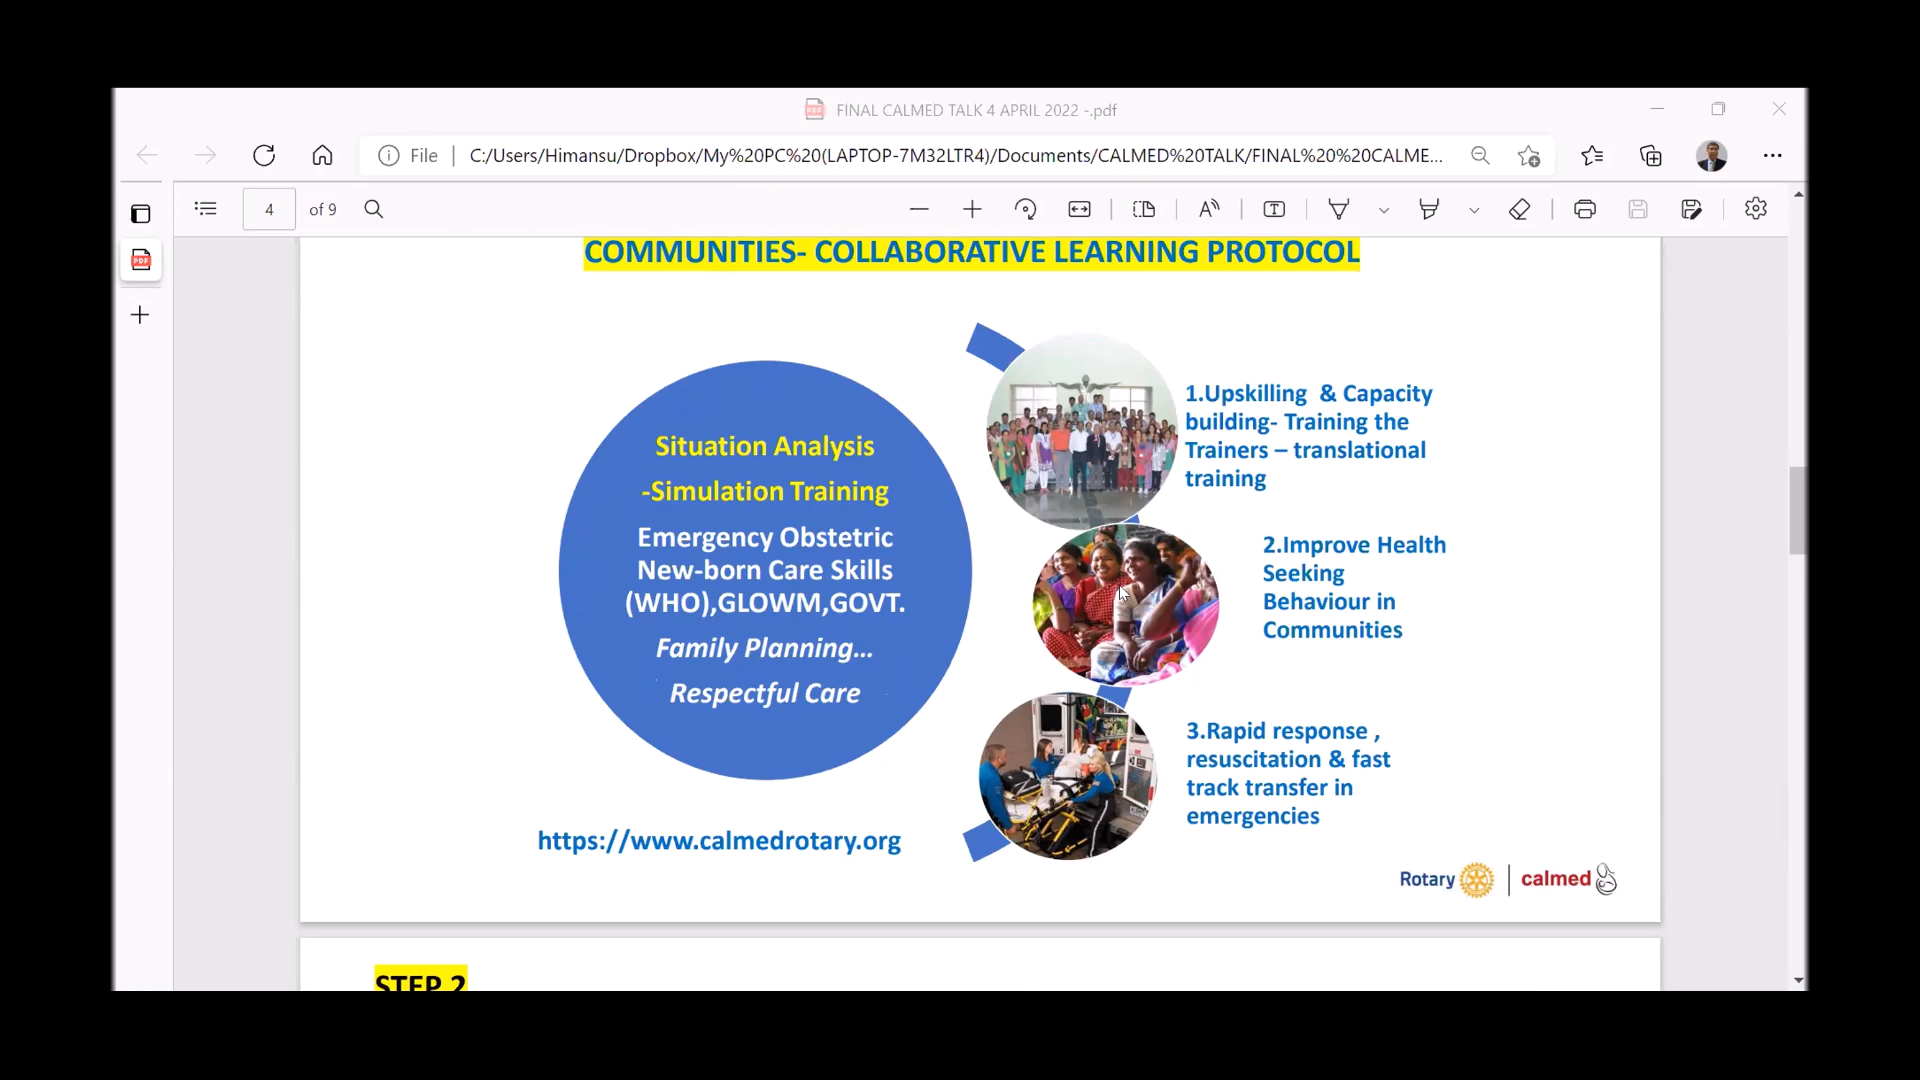 FINAL CALMED TALK 4 APRIL 2022 -.pdf
File
C:/Users/Himansu/Dropbox/My%20PC%20(LAPTOP-7M32LTR4)/Documents/CALMED%20TALK/FINAL%20%20CALME...
4
of 9
COMMUNITIES- COLLABORATIVE LEARNING PROTOCOL
Situation Analysis
-Simulation Training
Emergency Obstetric
New-born Care Skills
(WHO),GLOWM,GOVT.
Family Planning...
Respectful Care
1.Upskilling & Capacity
building- Training the
Trainers – translational
training
2.Improve Health
Seeking
Behaviour in
Communities
3.Rapid response ,
resuscitation & fast
track transfer in
emergencies
https://www.calmedrotary.org
Rotary
calmed
STEP 2